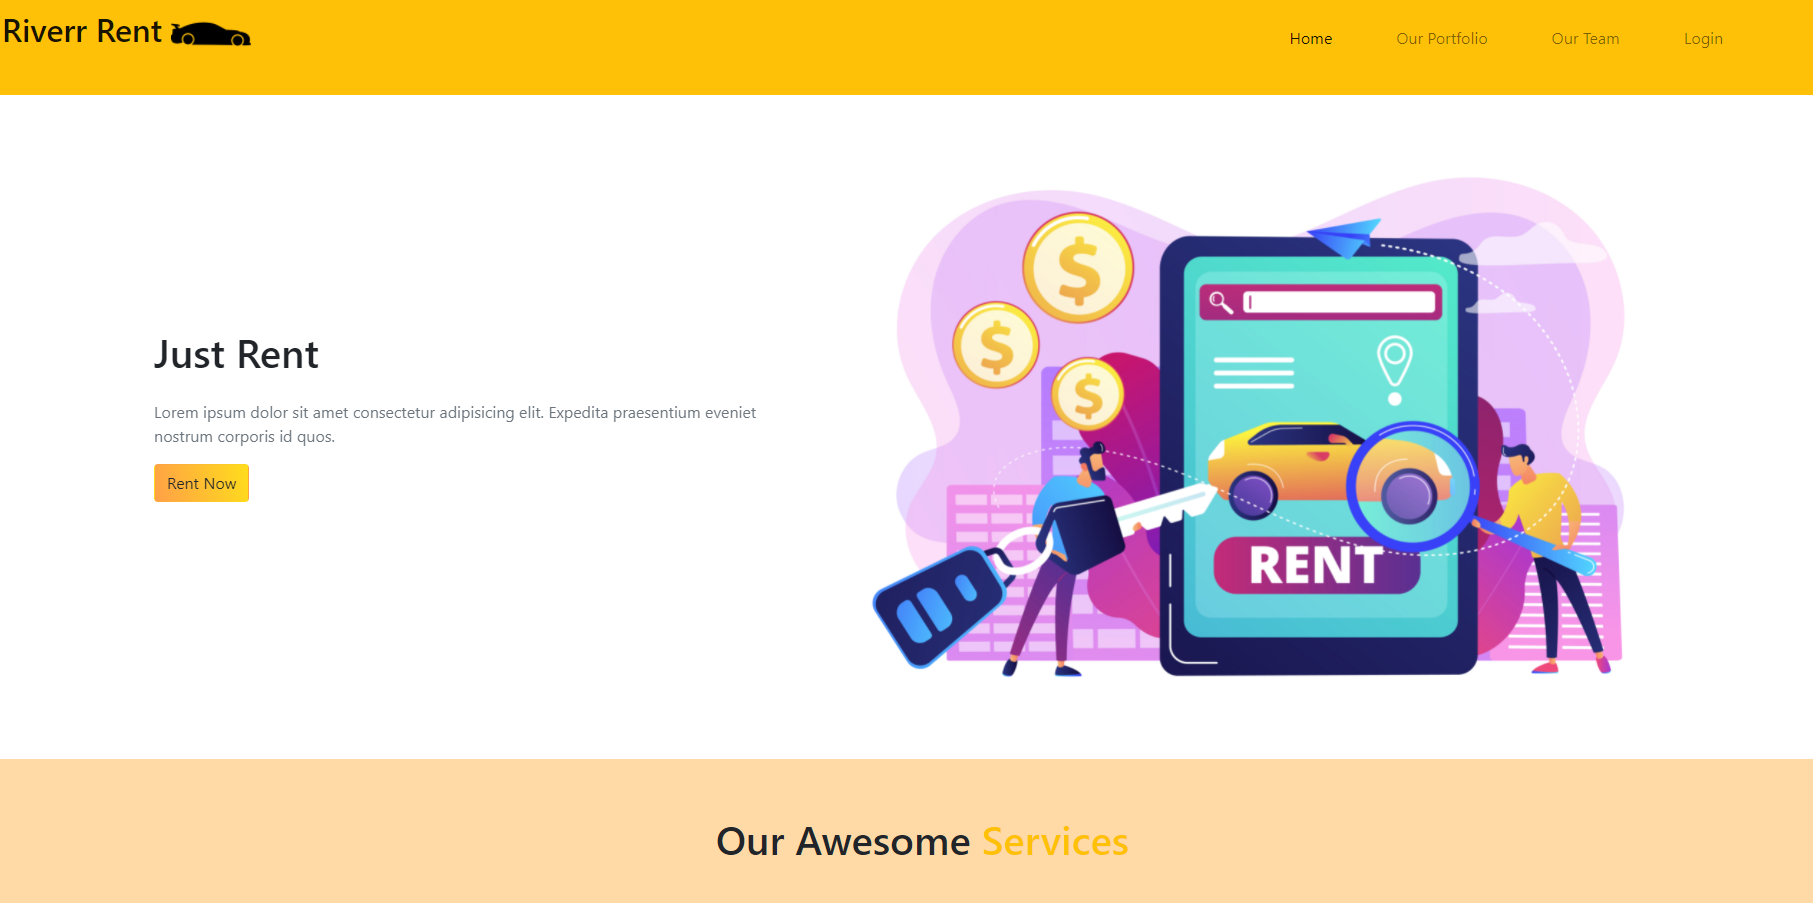 Riverr Rent
Home Our Portfolio Our Team Login
Just Rent
Lorem ipsum dolor sit amet consectetur adipisicing elit. Expedita praesentium eveniet
nostrum corporis id quos.
Rent Now
$
$
$
RENT
Our Awesome Services